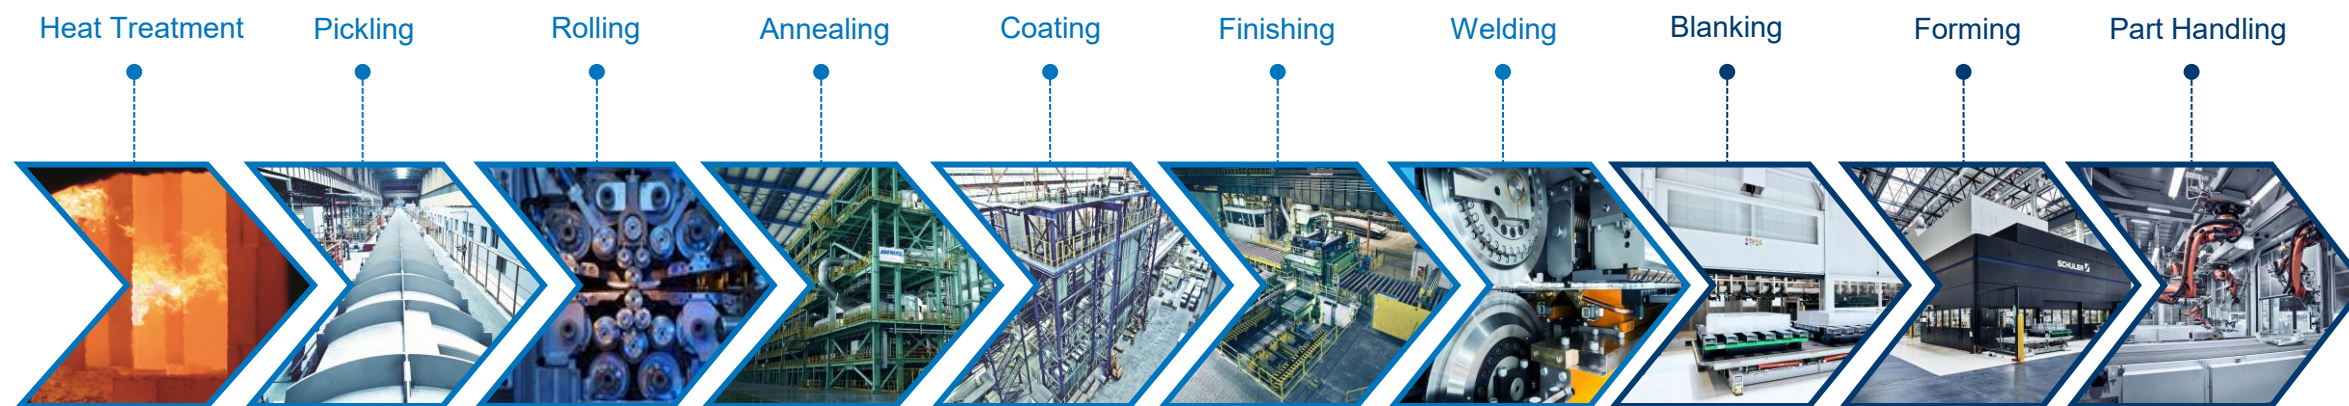 Heat Treatment
Pickling
Rolling
Annealing
Coating
Finishing
Welding
Blanking
Forming
Part Handling
SCHULER